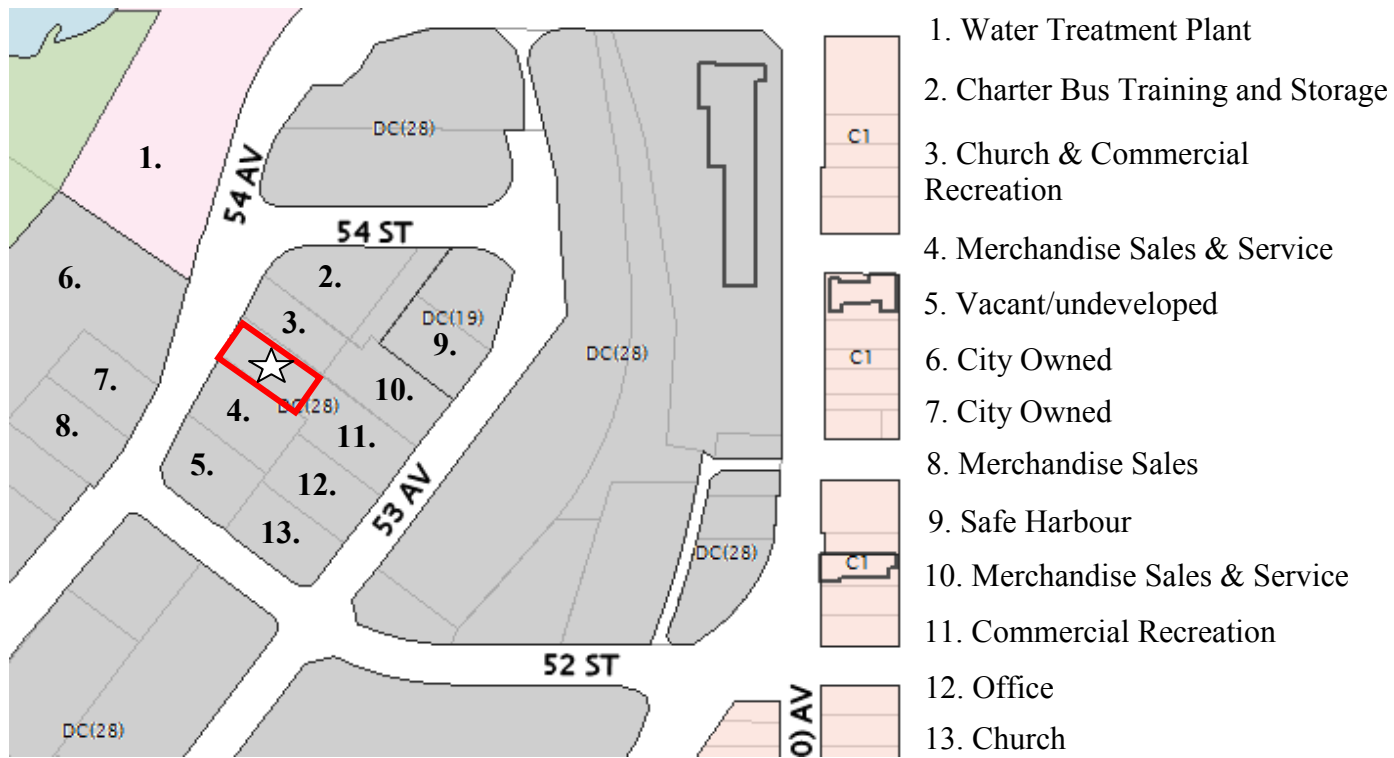 1. Water Treatment Plant
2. Charter Bus Training and Storage
3. Church & Commercial
Recreation
4. Merchandise Sales & Service
5. Vacant/undeveloped
6. City Owned
7. City Owned
8. Merchandise Sales
9. Safe Harbour
10. Merchandise Sales & Service
11. Commercial Recreation
12. Office
13. Church
DC(28)
C1
1.
54 AV
54 ST
6.
2.
3.
DC(19)
9.
DC(28)
C1
7.
10.
4.
DC(28)
8.
11.
5.
12.
53 AV
13.
DC(28)
C1
52 ST
DC(28)
0) AV